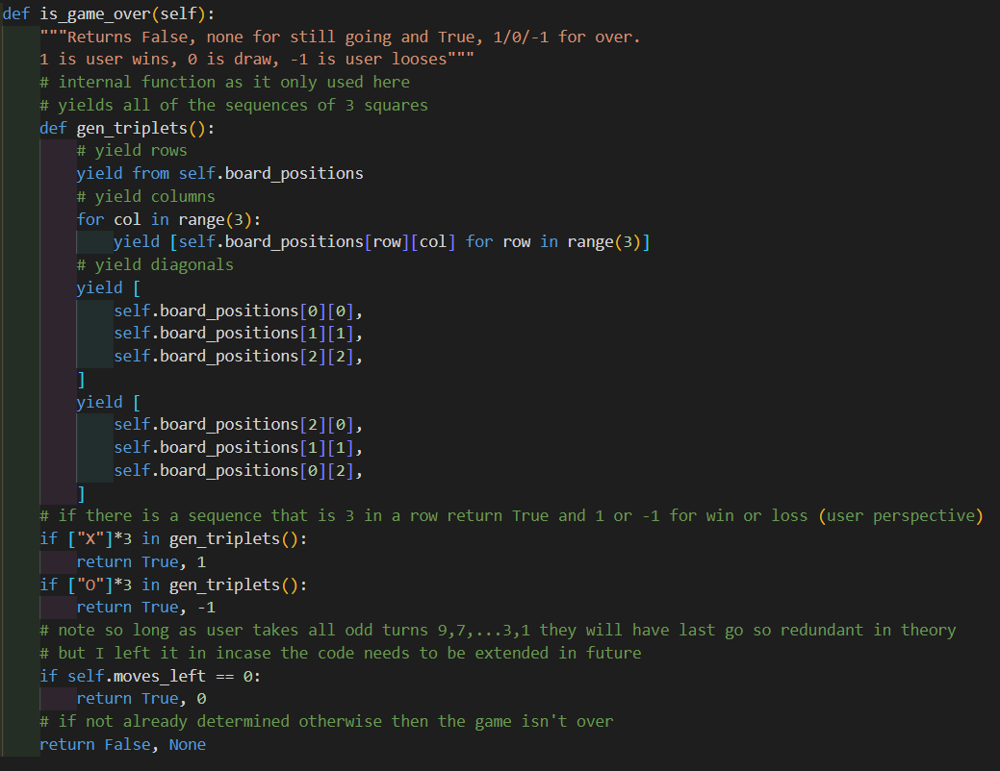 def is_game_over(self):
    """Returns False, none for still going and True, 1/0/-1 for over.
    1 is user wins, 0 is draw, -1 is user looses"""
    # internal function as it only used here
    # yields all of the sequences of 3 squares
    def gen_triplets():
        # yield rows
        yield from self.board_positions
        # yield columns
        for col in range(3):
            yield [self.board_positions[row][col] for row in range(3)]
        # yield diagonals
        yield [
            self.board_positions[0][0],
            self.board_positions[1][1],
            self.board_positions[2][2],
        ]
        yield [
            self.board_positions[2][0],
            self.board_positions[1][1],
            self.board_positions[0][2],
        ]
    # if there is a sequence that is 3 in a row return True and 1 or -1 for win or loss (user perspective)
    if ["X"]*3 in gen_triplets():
        return True, 1
    if ["O"]*3 in gen_triplets():
        return True, -1
    # note so long as user takes all odd turns 9,7,...3,1 they will have last go so redundant in theory
    # but I left it in incase the code needs to be extended in future
    if self.moves_left == 0:
        return True, 0
    # if not already determined otherwise then the game isn't over
    return False, None